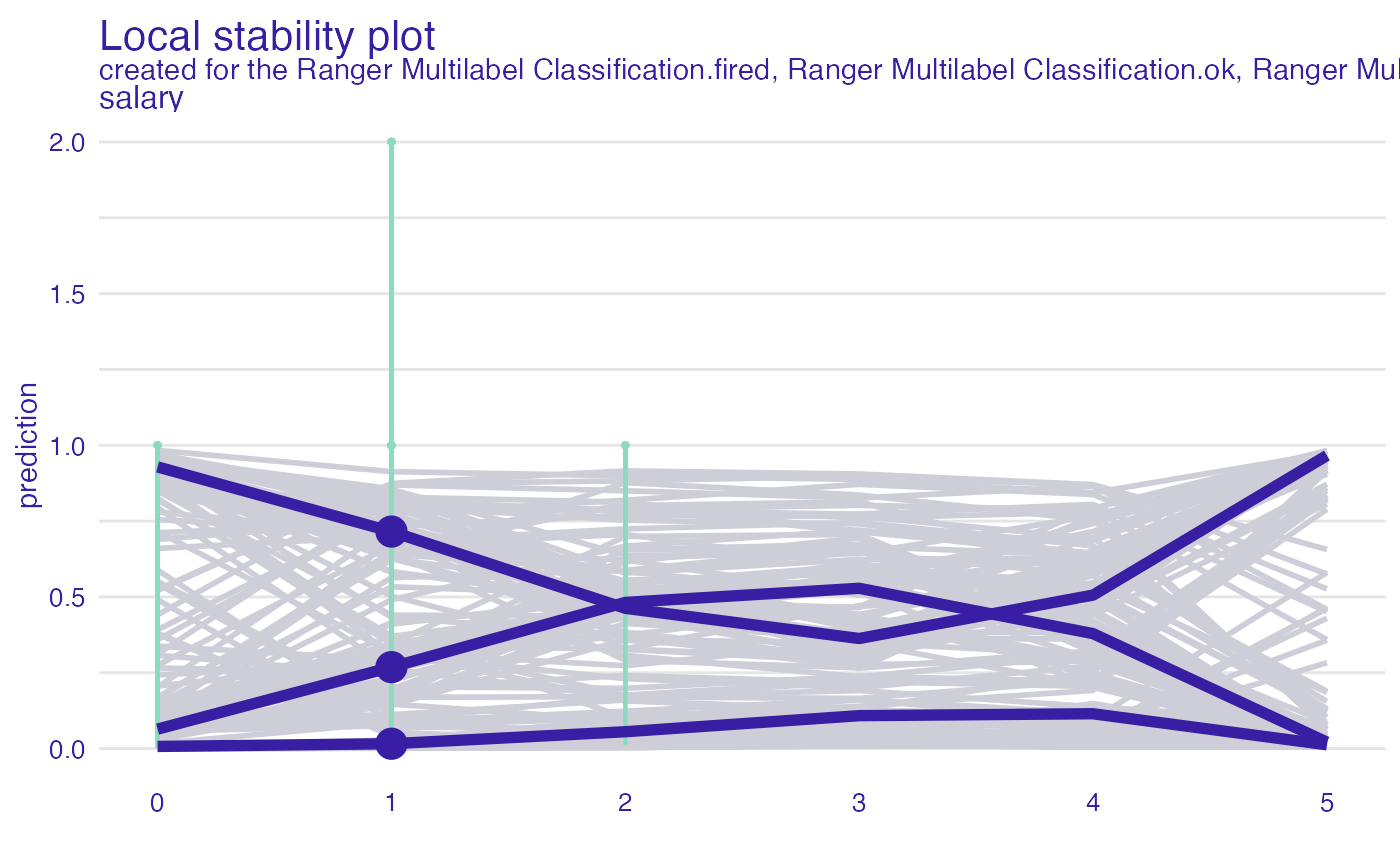 Local stability plot
created for the Ranger Multilabel Classification.fired, Ranger Multilabel Classification.ok, Ranger Mul
salary
prediction
2.0
1.5
1.0
0.5
0.0
0 1 2 3 4 5